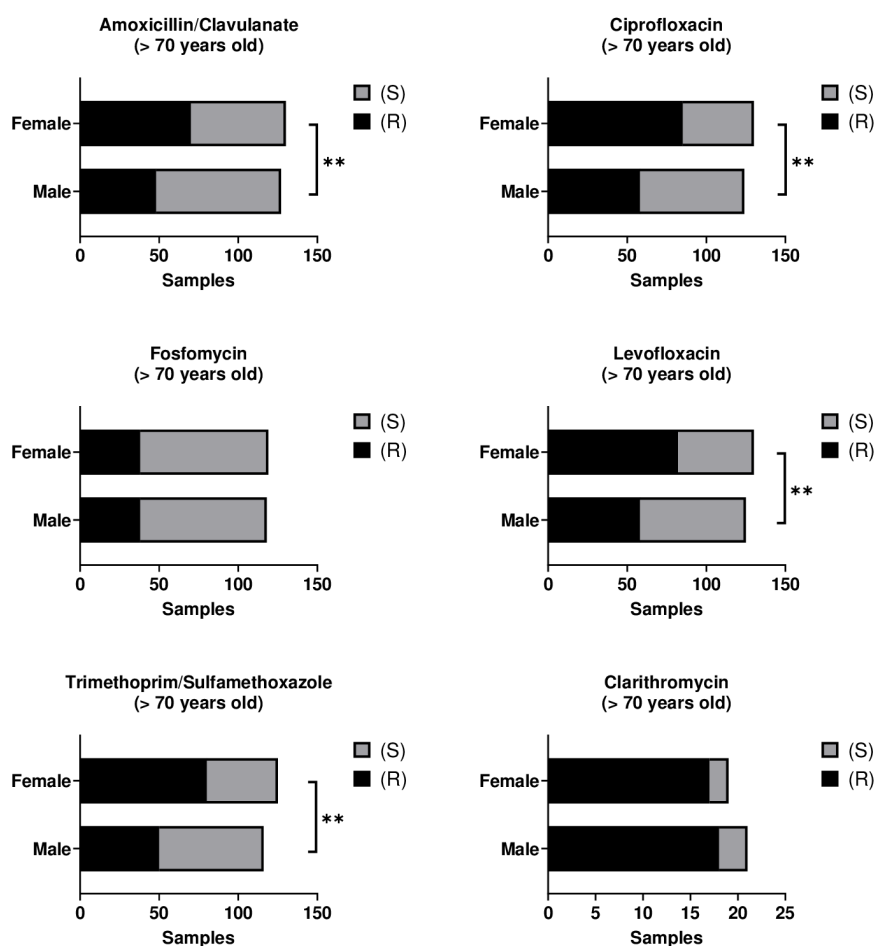 Amoxicillin/Clavulanate
(> 70 years old)
(S)
(R)
Female
Male
**
0 50 100 150
Samples
Ciprofloxacin
(> 70 years old)
(S)
(R)
Female
Male
**
0 50 100 150
Samples
Fosfomycin
(> 70 years old)
(S)
(R)
Female
Male
0 50 100 150
Samples
Levofloxacin
(> 70 years old)
(S)
(R)
Female
Male
**
0 50 100 150
Samples
Trimethoprim/Sulfamethoxazole
(> 70 years old)
(S)
(R)
Female
Male
**
0 50 100 150
Samples
Clarithromycin
(> 70 years old)
(S)
(R)
Female
Male
0 5 10 15 20 25
Samples